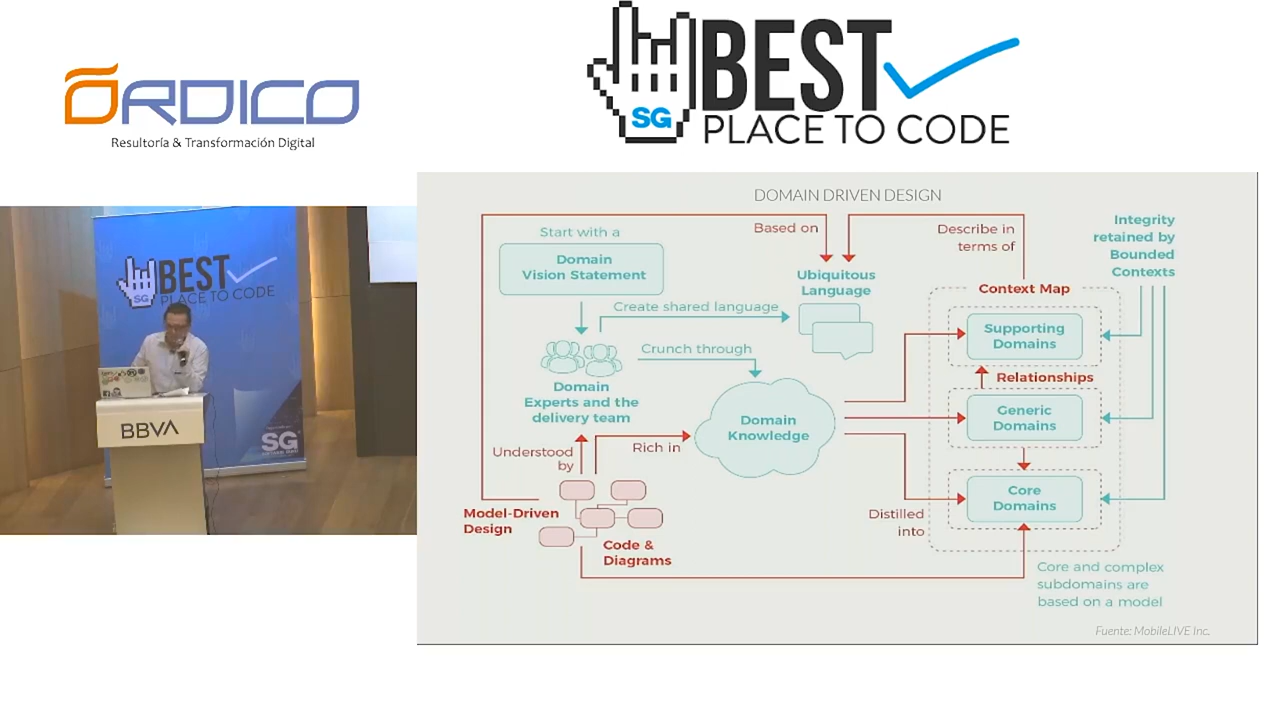 ORDICO
Resultoría & Transformación Digital
BEST
SG
PLACE TO CODE
BEST
SG
PLACE TO CODE
BBVA
SG
DOMAIN DRIVEN DESIGN
Start with a
Domain
Vision Statement
Based on
Describe in
terms of
Integrity
retained by
Bounded
Contexts
Ubiquitous
Language
Create shared language
Crunch through
Context Map
Supporting
Domains
Relationships
Domain
Experts and the
delivery team
Domain
Knowledge
Generic
Domains
Understood
by
Rich in
Core
Domains
Distilled
into
Model-Driven
Design
Code &
Diagrams
Core and complex
subdomains are
based on a model
Fuente: MobileLIVE Inc.